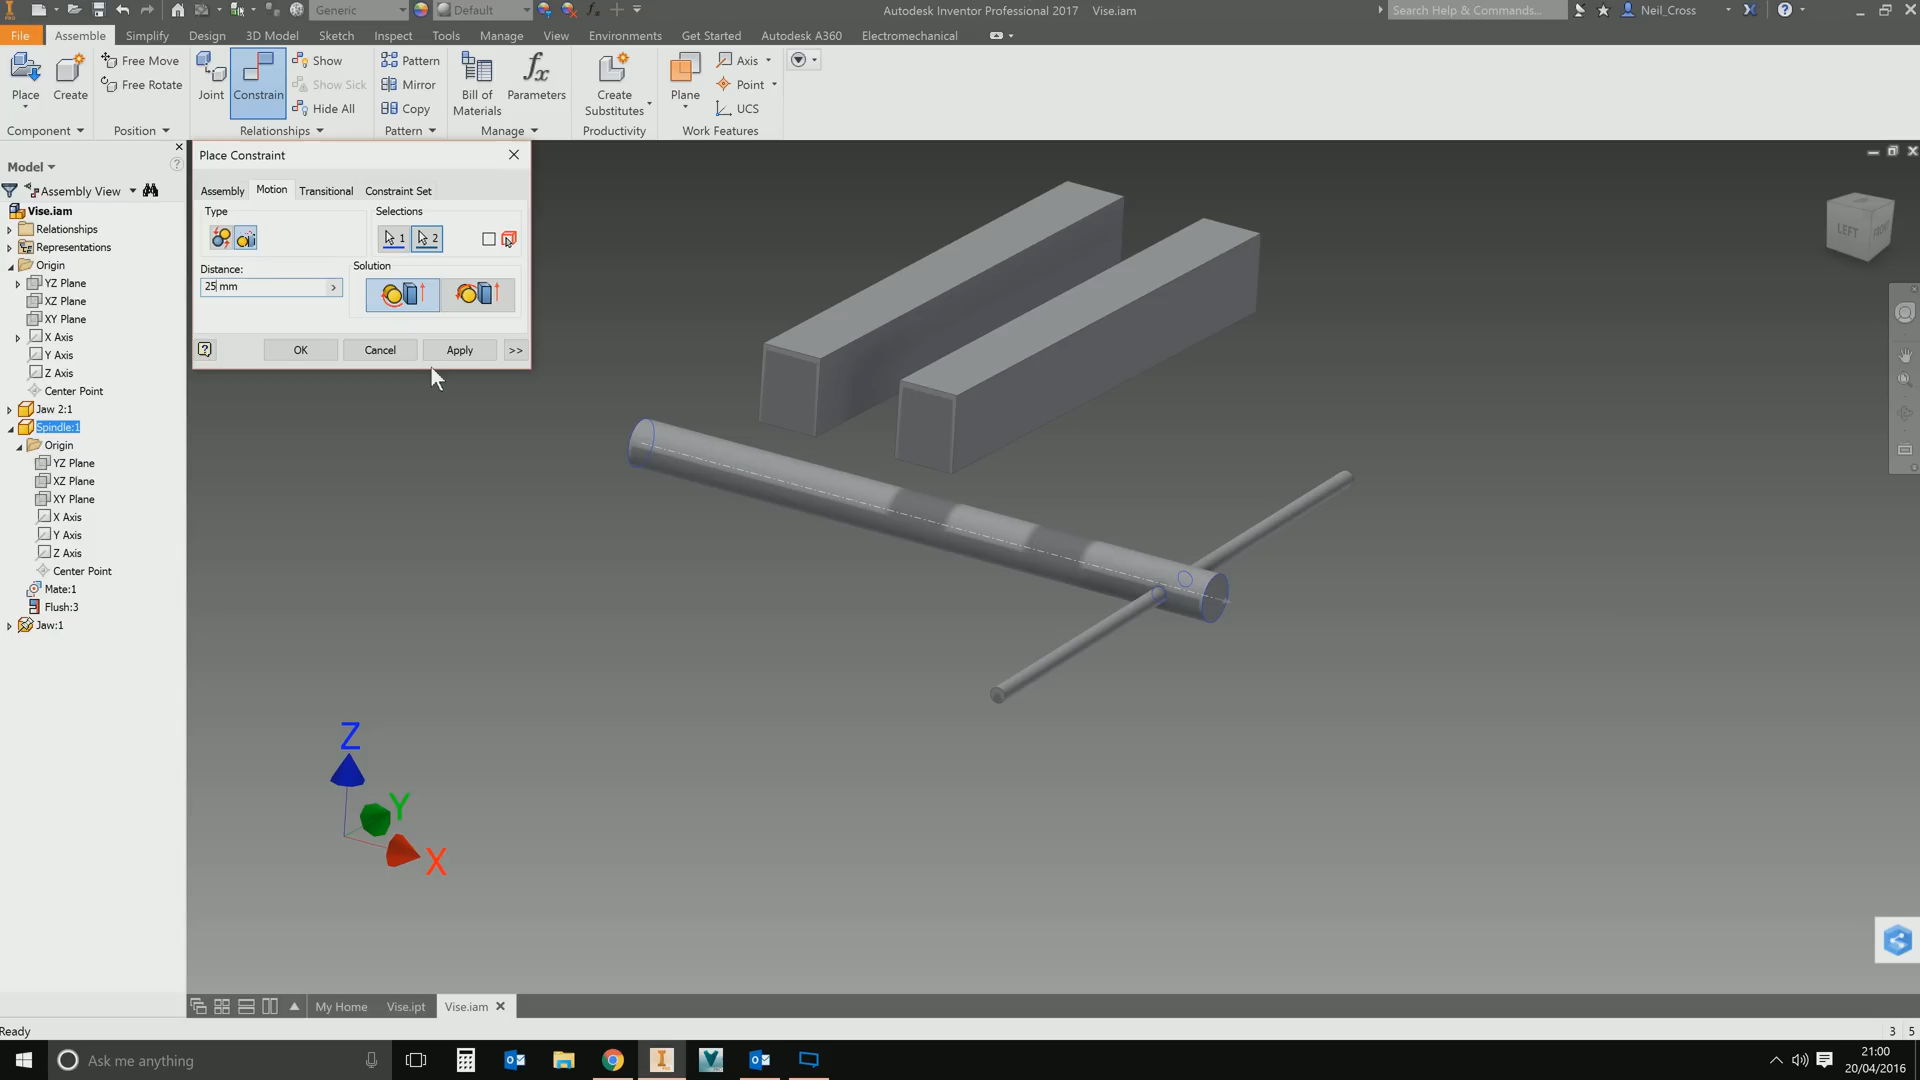 Generic
Default
Autodesk Inventor Professional 2017   Vise.iam
Search Help & Commands...
Neil_Cross
File
Assemble
Simplify
Design
3D Model
Sketch
Inspect
Tools
Manage
View
Environments
Get Started
Autodesk A360
Electromechanical
Place
Create
Free Move
Free Rotate
Joint
Constrain
Show
Show Sick
Hide All
Pattern
Mirror
Copy
Bill of
Materials
Parameters
Create
Substitutes
Plane
Axis
Point
UCS
Component
Position
Relationships
Pattern
Manage
Productivity
Work Features
Model
Assembly View
Vise.iam
Relationships
Representations
Origin
YZ Plane
XZ Plane
XY Plane
X Axis
Y Axis
Z Axis
Center Point
Jaw 2:1
Spindle:1
Origin
YZ Plane
XZ Plane
XY Plane
X Axis
Y Axis
Z Axis
Center Point
Mate:1
Flush:3
Jaw:1
Place Constraint
Assembly
Motion
Transitional
Constraint Set
Type
Selections
1
2
Distance:
25 mm
Solution
OK
Cancel
Apply
>>
LEFT
FRONT
Z
Y
X
My Home
Vise.ipt
Vise.iam
Ready
3
5
Ask me anything
21:00
20/04/2016